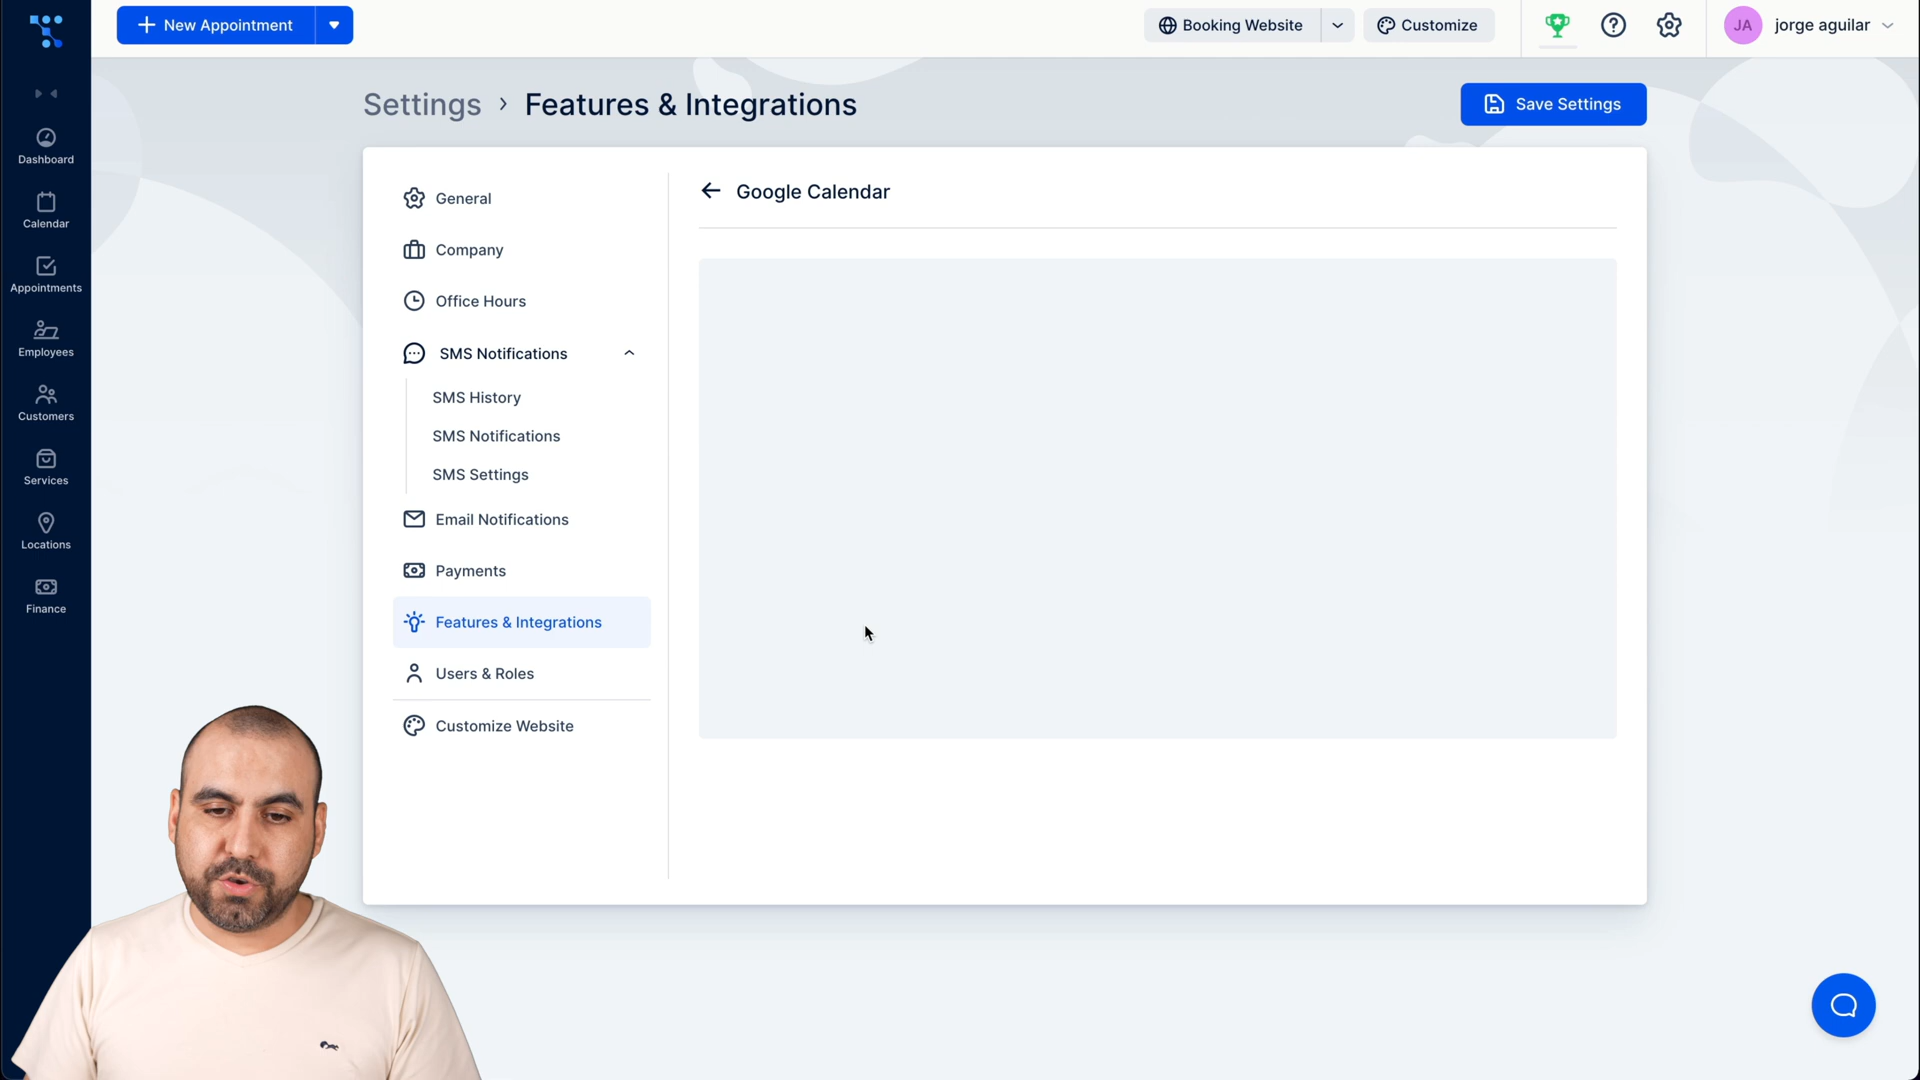 New Appointment
Booking Website
Customize
JA
jorge aguilar
Settings > Features & Integrations
Save Settings
Dashboard
Calendar
Appointments
Employees
Customers
Services
Locations
Finance
General
Company
Office Hours
SMS Notifications
SMS History
SMS Notifications
SMS Settings
Email Notifications
Payments
Features & Integrations
Users & Roles
Customize Website
Google Calendar